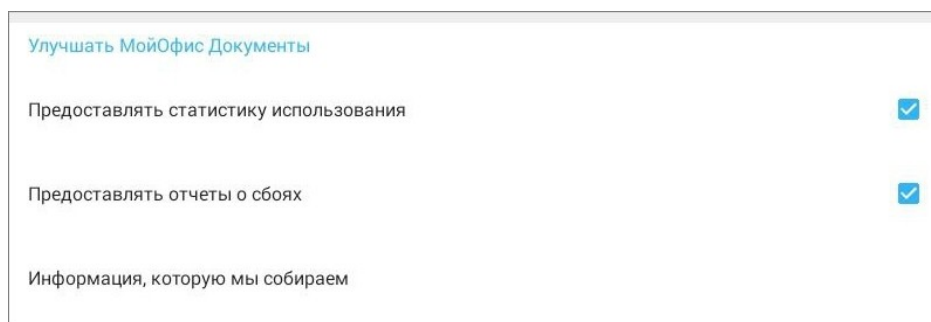 Улучшать МойОфис Документы
Предоставлять статистику использования
Предоставлять отчеты о сбоях
Информация, которую мы собираем